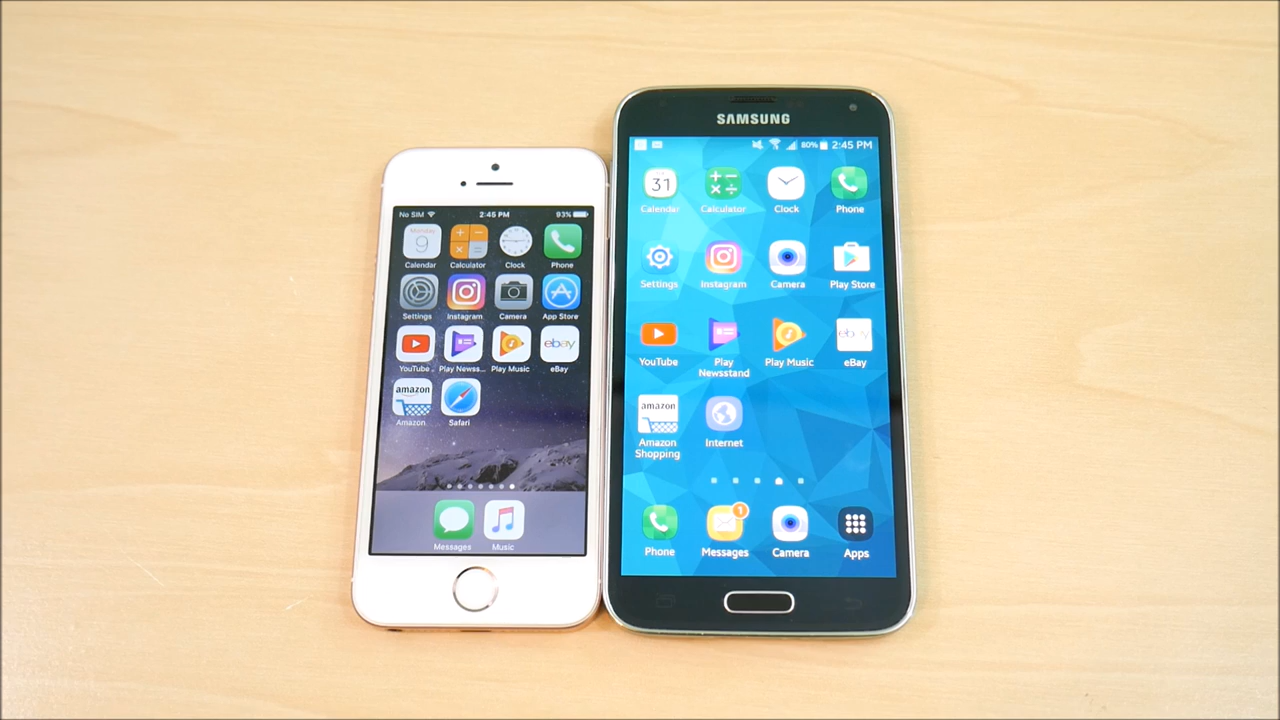 No SIM 2:45 PM 93%
Monday
9
Calendar Calculator Clock Phone
Settings Instagram Camera App Store
ebay
YouTube Play Newss... Play Music eBay
amazon
Amazon Safari
Messages Music
SAMSUNG
80% 2:45 PM
31
Calendar Calculator Clock Phone
Settings Instagram Camera Play Store
ebay
YouTube Play Newsstand Play Music eBay
amazon
Amazon Shopping Internet
1
Phone Messages Camera Apps